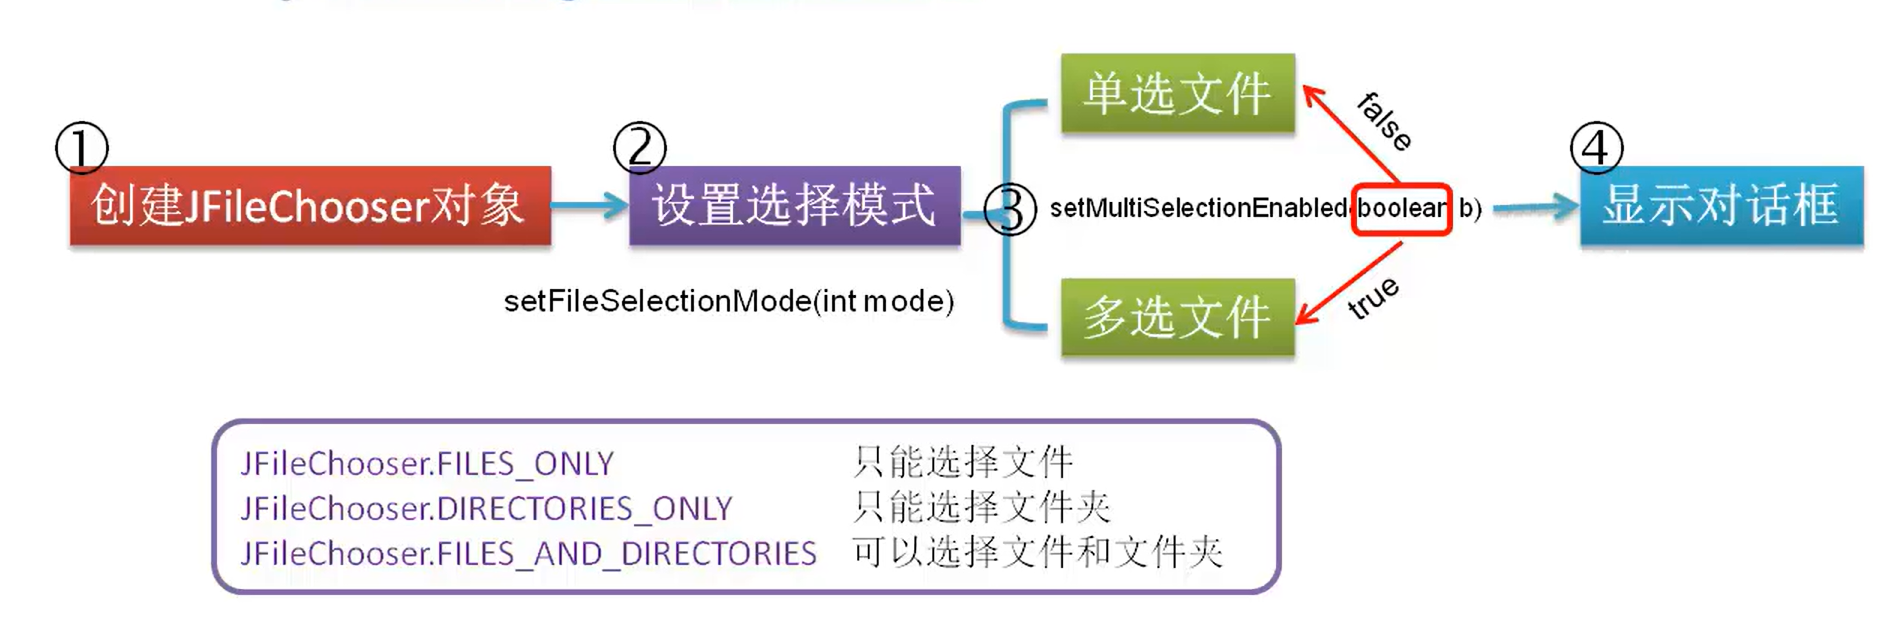 ①
创建JFileChooser对象
②
设置选择模式
setFileSelectionMode(int mode)
③
单选文件
false
setMultiSelectionEnabled(boolean b)
true
多选文件
④
显示对话框
JFileChooser.FILES_ONLY 只能选择文件
JFileChooser.DIRECTORIES_ONLY 只能选择文件夹
JFileChooser.FILES_AND_DIRECTORIES 可以选择文件和文件夹